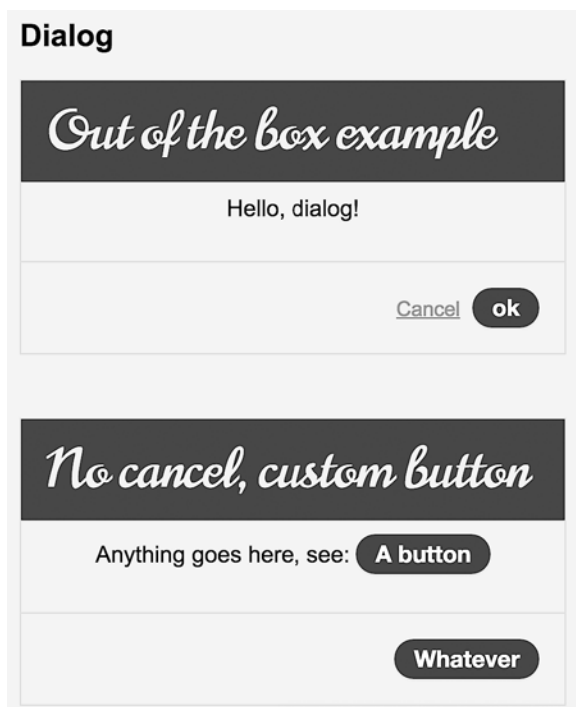 Dialog
Out of the box example
Hello, dialog!
Cancel ok
No cancel, custom button
Anything goes here, see: A button
Whatever